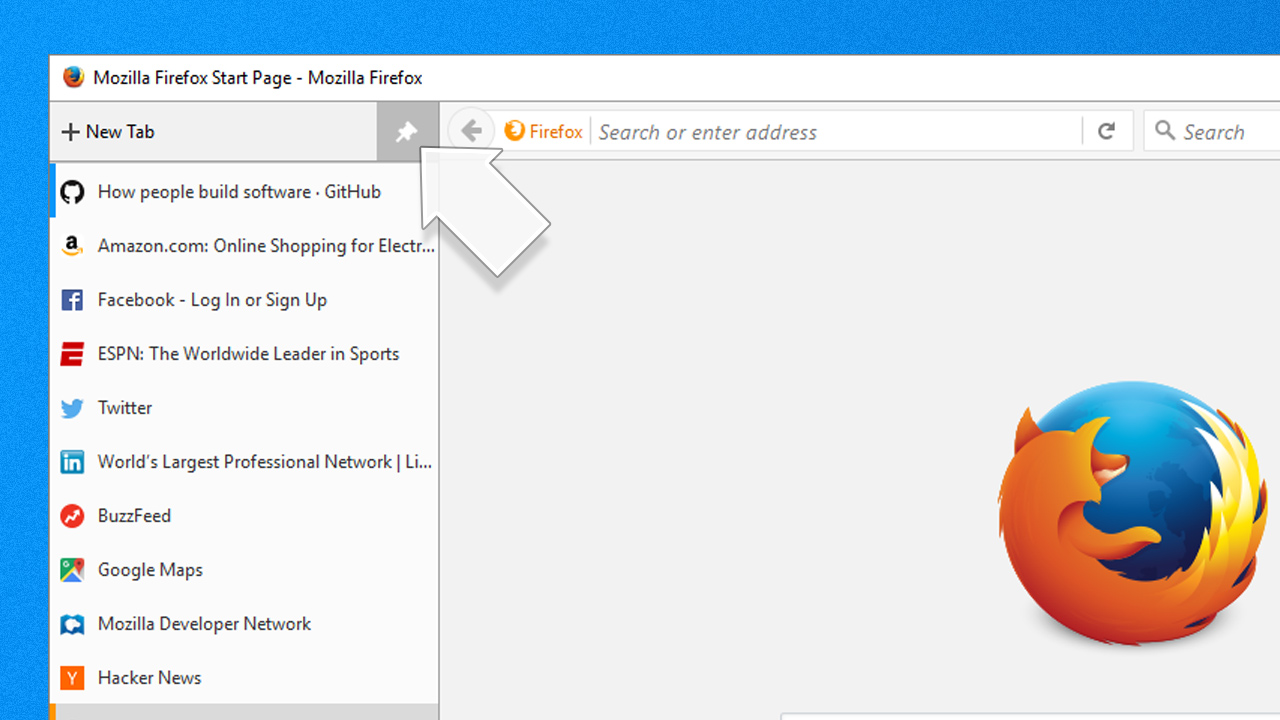 Mozilla Firefox Start Page - Mozilla Firefox
New Tab
Firefox
Search or enter address
Search
How people build software · GitHub
Amazon.com: Online Shopping for Electr...
Facebook - Log In or Sign Up
ESPN: The Worldwide Leader in Sports
Twitter
World’s Largest Professional Network | Li...
BuzzFeed
Google Maps
Mozilla Developer Network
Hacker News